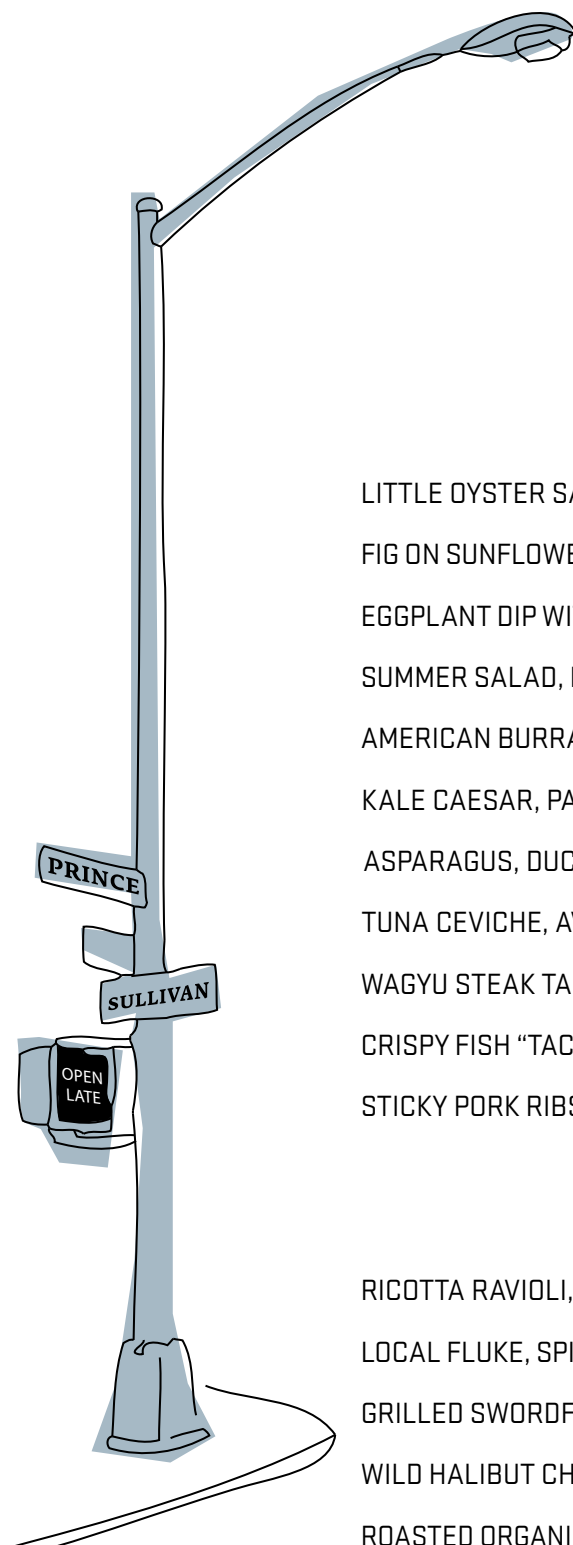 PRINCE
SULLIVAN
OPEN
LATE
LITTLE OYSTER
FIG ON
EGGPLANT DIP
SUMMER SALAD,
AMERICAN
KALE CAESAR,
ASPARAGUS,
TUNA CEVICHE,
WAGYU STEAK
CRISPY FISH
STICKY PORK
RICOTTA RAVIOLI,
LOCAL FLUKE,
GRILLED
WILD HALIBUT
ROASTED